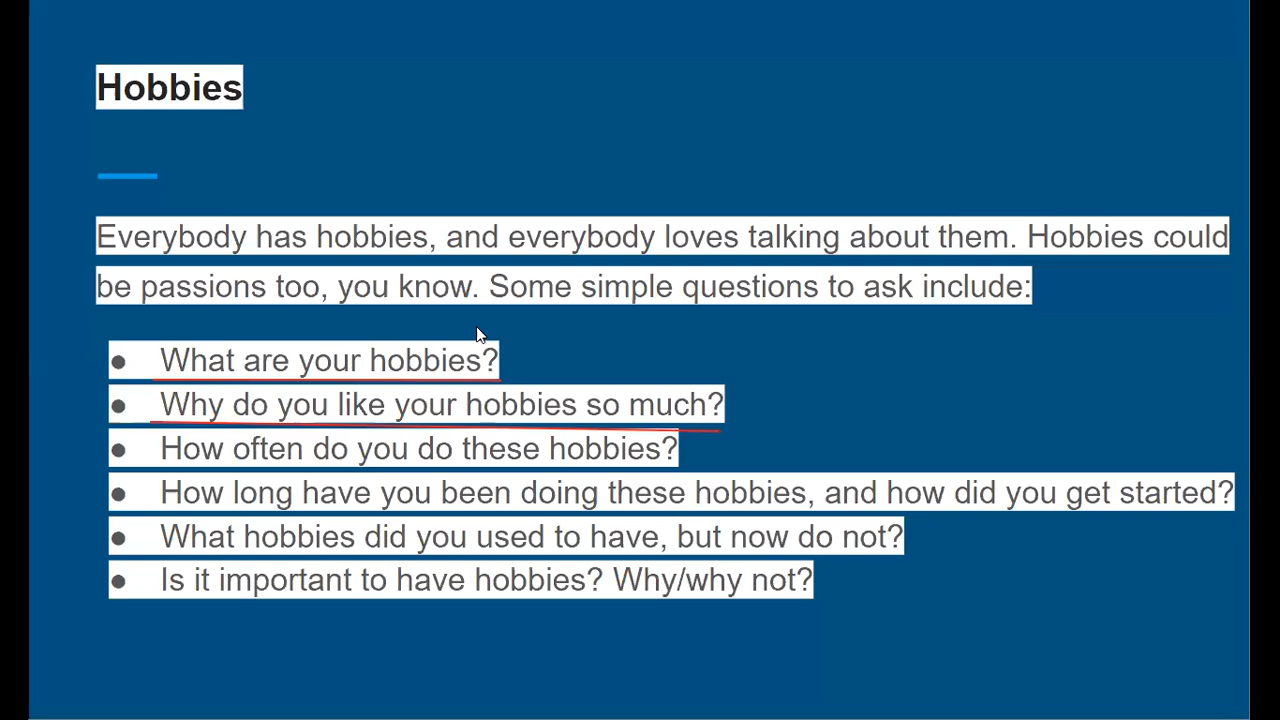 Hobbies
Everybody has hobbies, and everybody loves talking about them. Hobbies could
be passions too, you know. Some simple questions to ask include:
● What are your hobbies?
● Why do you like your hobbies so much?
● How often do you do these hobbies?
● How long have you been doing these hobbies, and how did you get started?
● What hobbies did you used to have, but now do not?
● Is it important to have hobbies? Why/why not?